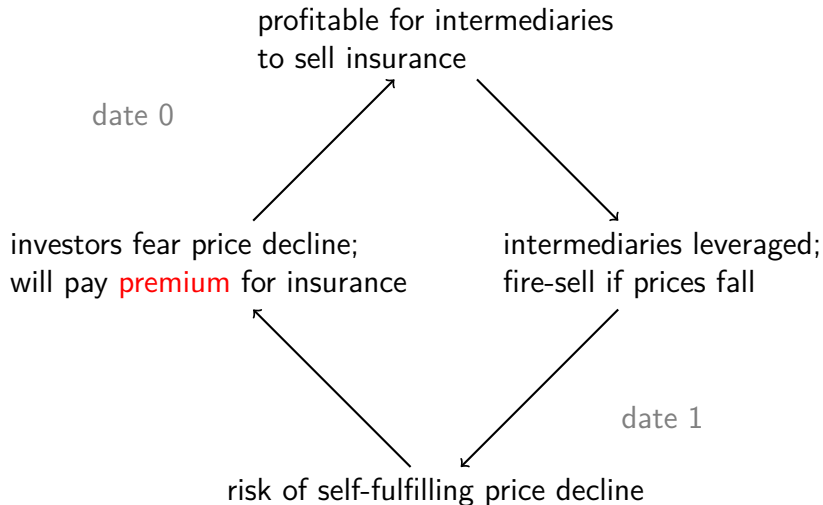 profitable for intermediaries
to sell insurance
date 0
investors fear price decline;
will pay premium for insurance
intermediaries leveraged;
fire-sell if prices fall
date 1
risk of self-fulfilling price decline